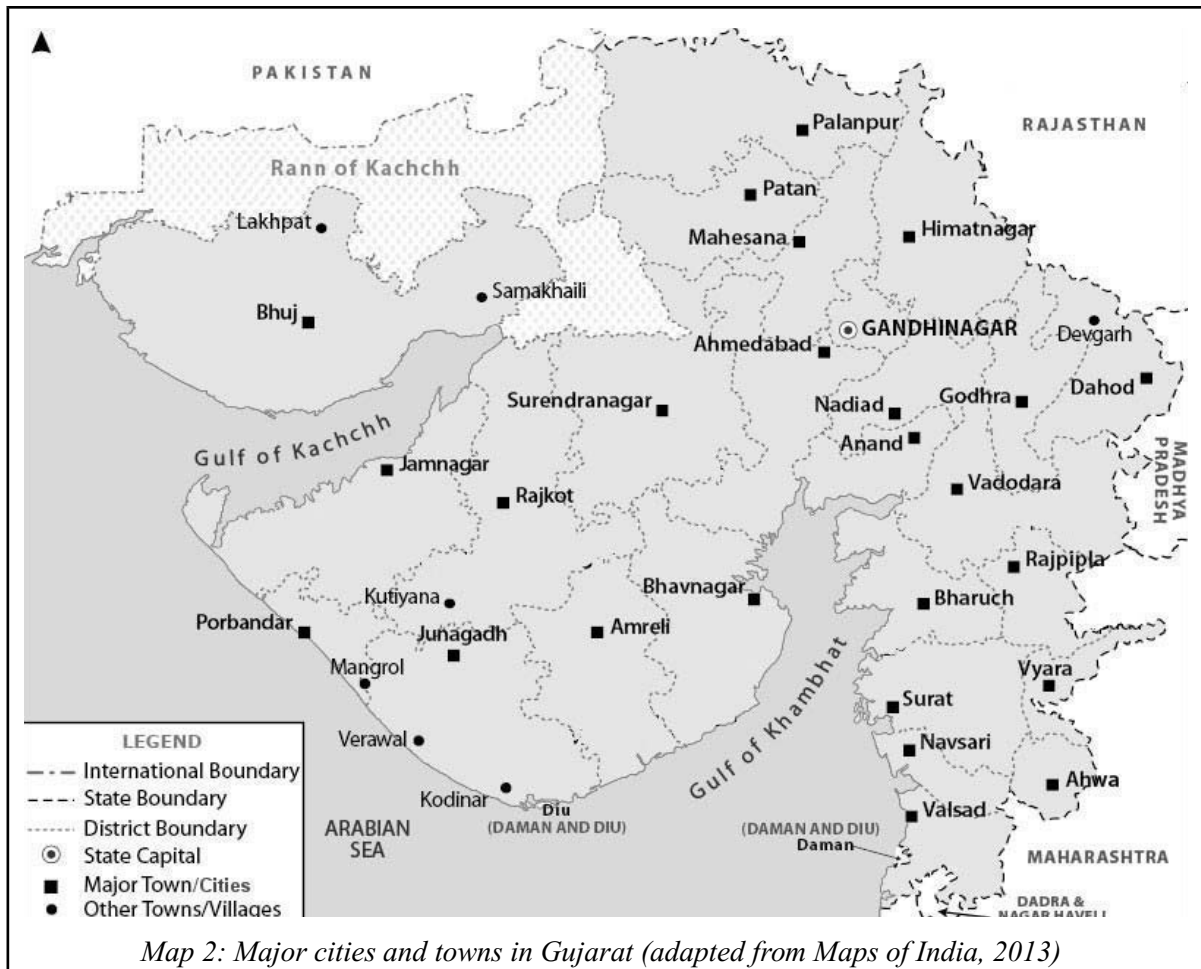 PAKISTAN
RAJASTHAN
Palanpur
Rann of Kachchh
Patan
Lakhpat
Mahesana
Himatnagar
Samakhaili
Bhuj
GANDHINAGAR
Devgarh
Ahmedabad
Dahod
Surendranagar
Nadiad
Godhra
Anand
Gulf of Kachchh
Jamnagar
MADHYA
PRADESH
Vadodara
Rajkot
Rajpipla
Bhavnagar
Kutiyana
Bharuch
Porbandar
Junagadh
Amreli
Mangrol
Vyara
Gulf of Khambhat
Surat
Verawal
Navsari
Kodinar
Ahwa
Diu
(DAMAN AND DIU)
Valsad
ARABIAN
SEA
(DAMAN AND DIU)
Daman
MAHARASHTRA
DADRA &
NAGAR HAVELI
LEGEND
International Boundary
State Boundary
District Boundary
State Capital
Major Town/Cities
Other Towns/Villages
Map 2: Major cities and towns in Gujarat (adapted from Maps of India, 2013)